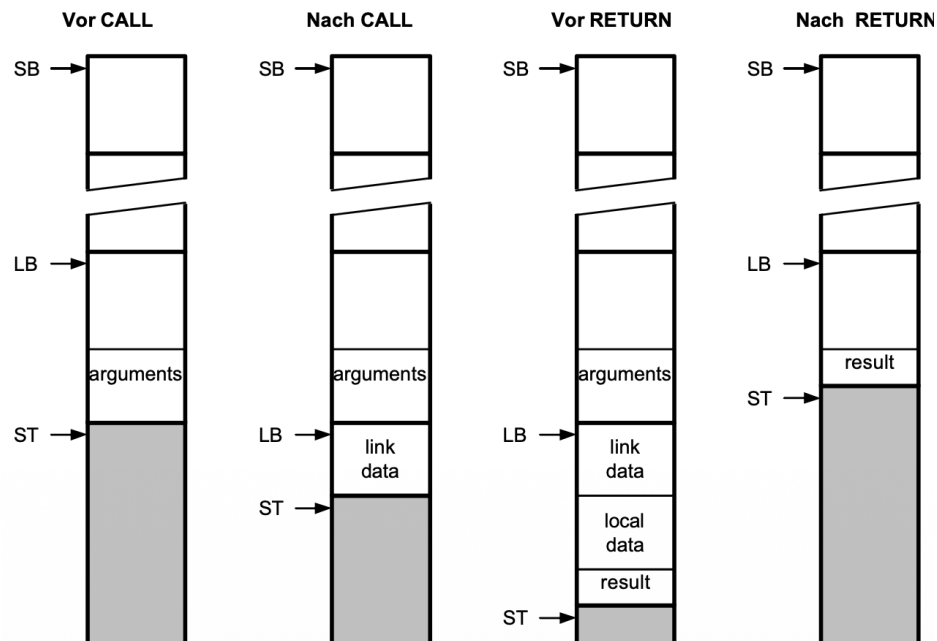 Vor CALL
SB
LB
arguments
ST
Nach CALL
SB
arguments
LB
link
data
ST
Vor RETURN
SB
arguments
LB
link
data
local
data
result
ST
Nach RETURN
SB
LB
result
ST